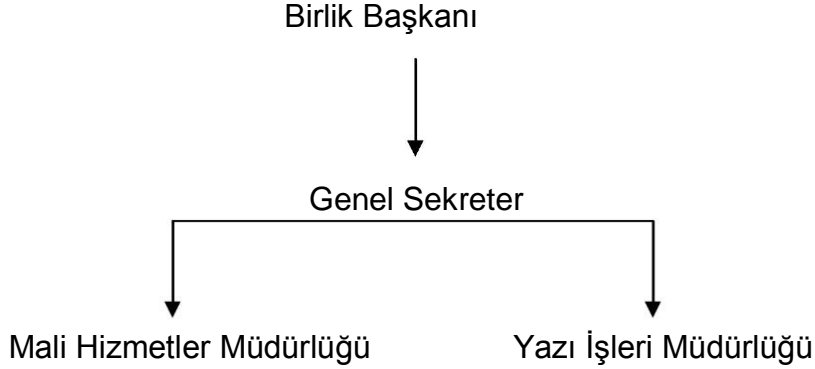 Birlik Başkanı
Genel Sekreter
Mali Hizmetler Müdürlüğü
Yazı İşleri Müdürlüğü